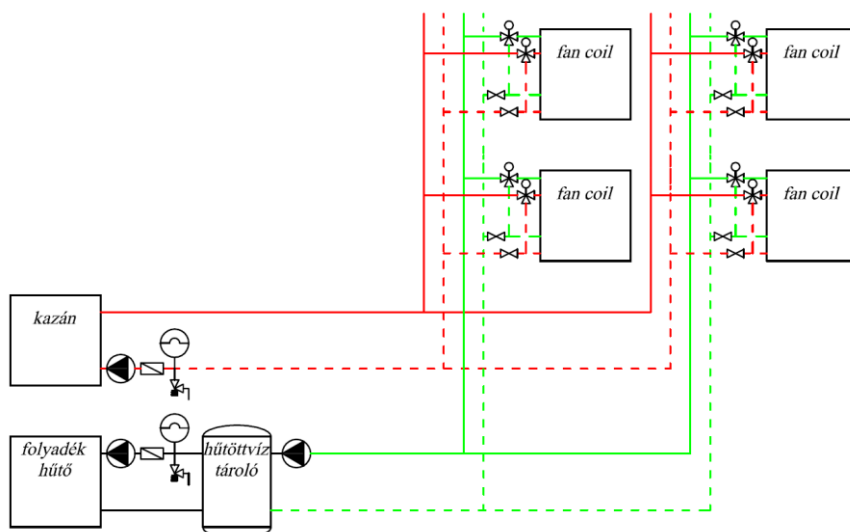 fan coil
fan coil
fan coil
fan coil
kazán
folyadék
hűtő
hűtöttvíz
tároló